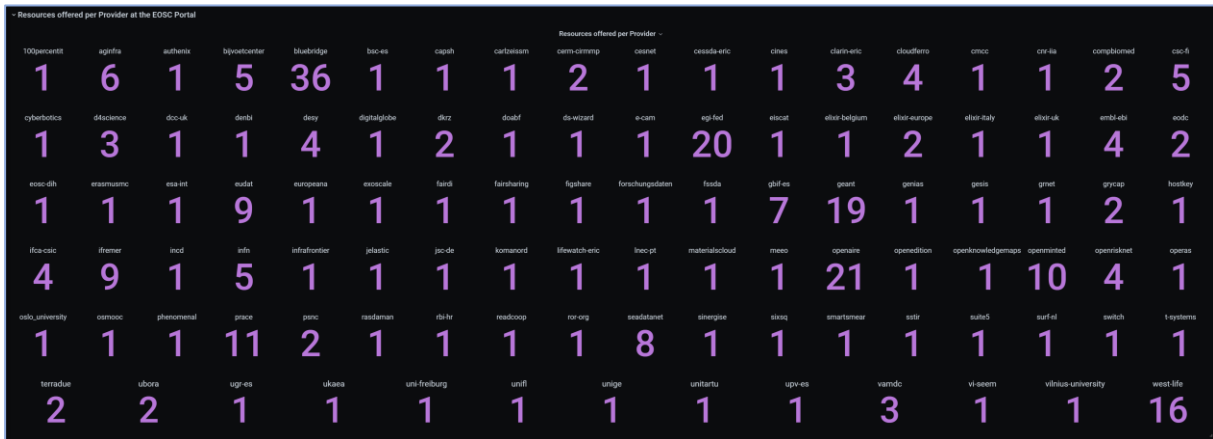 Resources offered per Provider at the EOSC Portal
Resources offered per Provider
100percentit aginfra authenix bijvoetcenter bluebridge bsc-es capsh carlzeissm cerm-cirmmp cesnet cessda-eric cines clarin-eric cloudferro cmcc cnr-iia compbiomed csc-fi
1 6 1 5 36 1 1 1 2 1 1 1 3 4 1 1 2 5
cyberbotics d4science dcc-uk denbi desy digitalglobe dkrz doabf ds-wizard e-cam egi-fed eiscat elixir-belgium elixir-europe elixir-italy elixir-uk embl-ebi eodc
1 3 1 1 4 1 2 1 1 1 20 1 1 2 1 1 4 2
eosc-dih erasmusmc esa-int eudat europeana exoscale fairdi fairsharing figshare forschungsdaten fssda gbif-es geant genias gesis grnet grycap hostkey
1 1 1 9 1 1 1 1 1 1 1 7 19 1 1 1 2 1
ifca-csic ifremer incd infn infrafrontier jelastic jsc-de komanord lifewatch-eric lnec-pt materialscloud meeo openaire openedition openknowledgemaps openminted openrisknet operas
4 9 1 5 1 1 1 1 1 1 1 1 21 1 1 10 4 1
oslo_university osmooc phenomenal prace psnc rasdaman rbi-hr readcoop ror-org seadatanet sinergise sixsq smartsmear sstir suite5 surf-nl switch t-systems
1 1 1 11 2 1 1 1 1 8 1 1 1 1 1 1 1 1
terradue ubora ugr-es ukaea uni-freiburg unifl unige unitartu upv-es vamdc vi-seem vilnius-university west-life
2 2 1 1 1 1 1 1 1 3 1 1 16